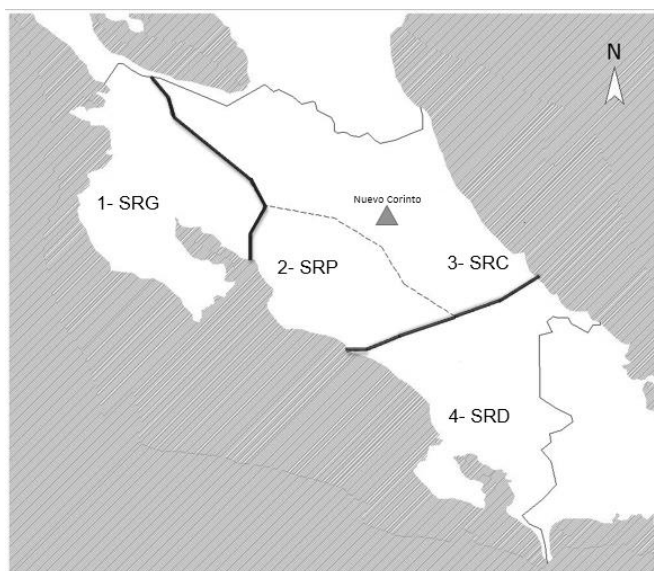 N
Nuevo Corinto
1- SRG
2- SRP
3- SRC
4- SRD